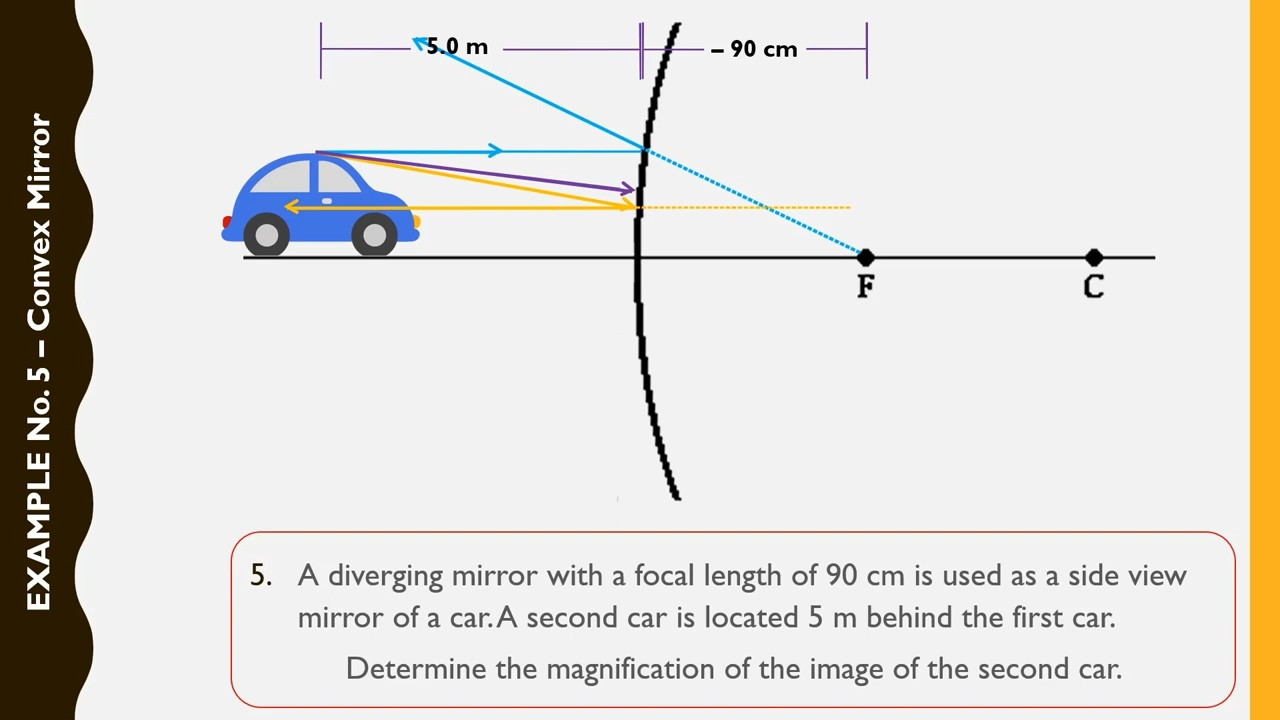 EXAMPLE No. 5 – Convex Mirror
5.0 m
– 90 cm
F
C
5. A diverging mirror with a focal length of 90 cm is used as a side view
mirror of a car. A second car is located 5 m behind the first car.
Determine the magnification of the image of the second car.